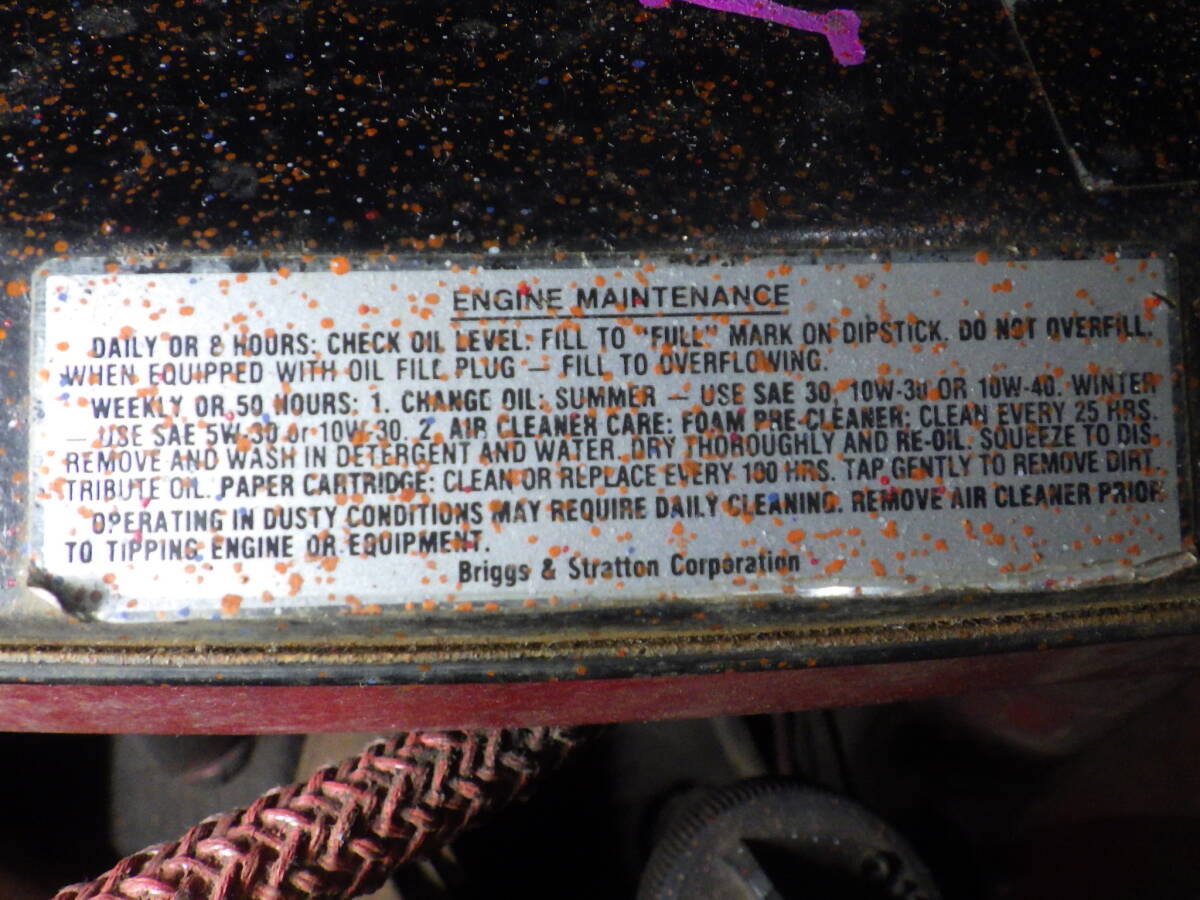 ENGINE MAINTENANCE
DAILY OR 8 HOURS: CHECK OIL LEVEL: FILL TO "FULL" MARK ON DIPSTICK. DO NOT OVERFILL.
WHEN EQUIPPED WITH OIL FILL PLUG — FILL TO OVERFLOWING.
WEEKLY OR 50 HOURS: 1. CHANGE OIL: SUMMER — USE SAE 30, 10W-30 OR 10W-40. WINTER
— USE SAE 5W-30 or 10W-30. 2. AIR CLEANER CARE: FOAM PRE-CLEANER: CLEAN EVERY 25 HRS.
REMOVE AND WASH IN DETERGENT AND WATER. DRY THOROUGHLY AND RE-OIL. SQUEEZE TO DIS-
TRIBUTE OIL. PAPER CARTRIDGE: CLEAN OR REPLACE EVERY 100 HRS. TAP GENTLY TO REMOVE DIRT.
OPERATING IN DUSTY CONDITIONS MAY REQUIRE DAILY CLEANING. REMOVE AIR CLEANER PRIOR
TO TIPPING ENGINE OR EQUIPMENT.
Briggs & Stratton Corporation